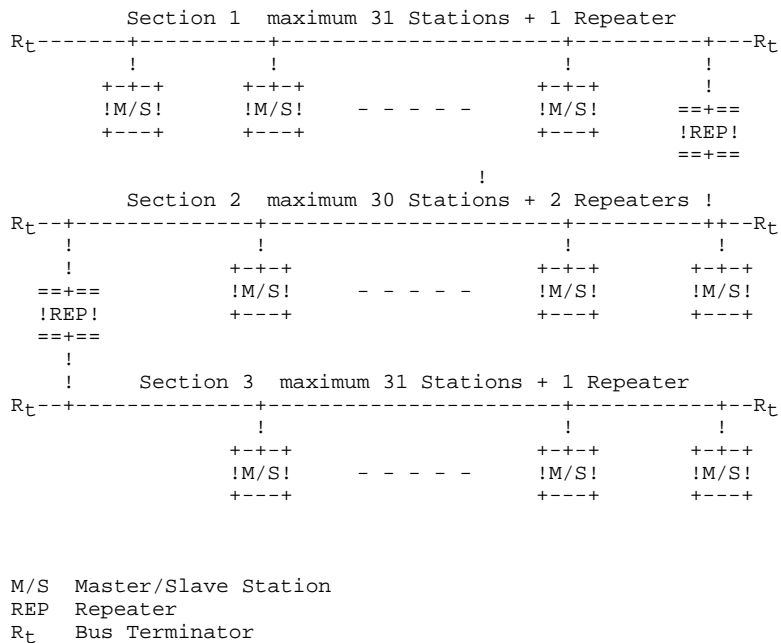 Section 1  maximum 31 Stations + 1 Repeater
Rt-------+----------+-----------------------+-----------+---Rt
!          !                       !           !
+-+-+      +-+-+                   +-+-+         !
!M/S!      !M/S!    - - - - -      !M/S!       ==+==
+---+      +---+                   +---+       !REP!
==+==
!
Section 2  maximum 30 Stations + 2 Repeaters !
Rt--+---------------+-------------------------+-----------++--Rt
!               !                         !            !
!             +-+-+                     +-+-+        +-+-+
==+==           !M/S!    - - - - -        !M/S!        !M/S!
!REP!           +---+                     +---+        +---+
==+==
!
!     Section 3  maximum 31 Stations + 1 Repeater
Rt--+---------------+-------------------------+------------+--Rt
!                         !            !
+-+-+                     +-+-+        +-+-+
!M/S!    - - - - -        !M/S!        !M/S!
+---+                     +---+        +---+
M/S  Master/Slave Station
REP  Repeater
Rt   Bus Terminator